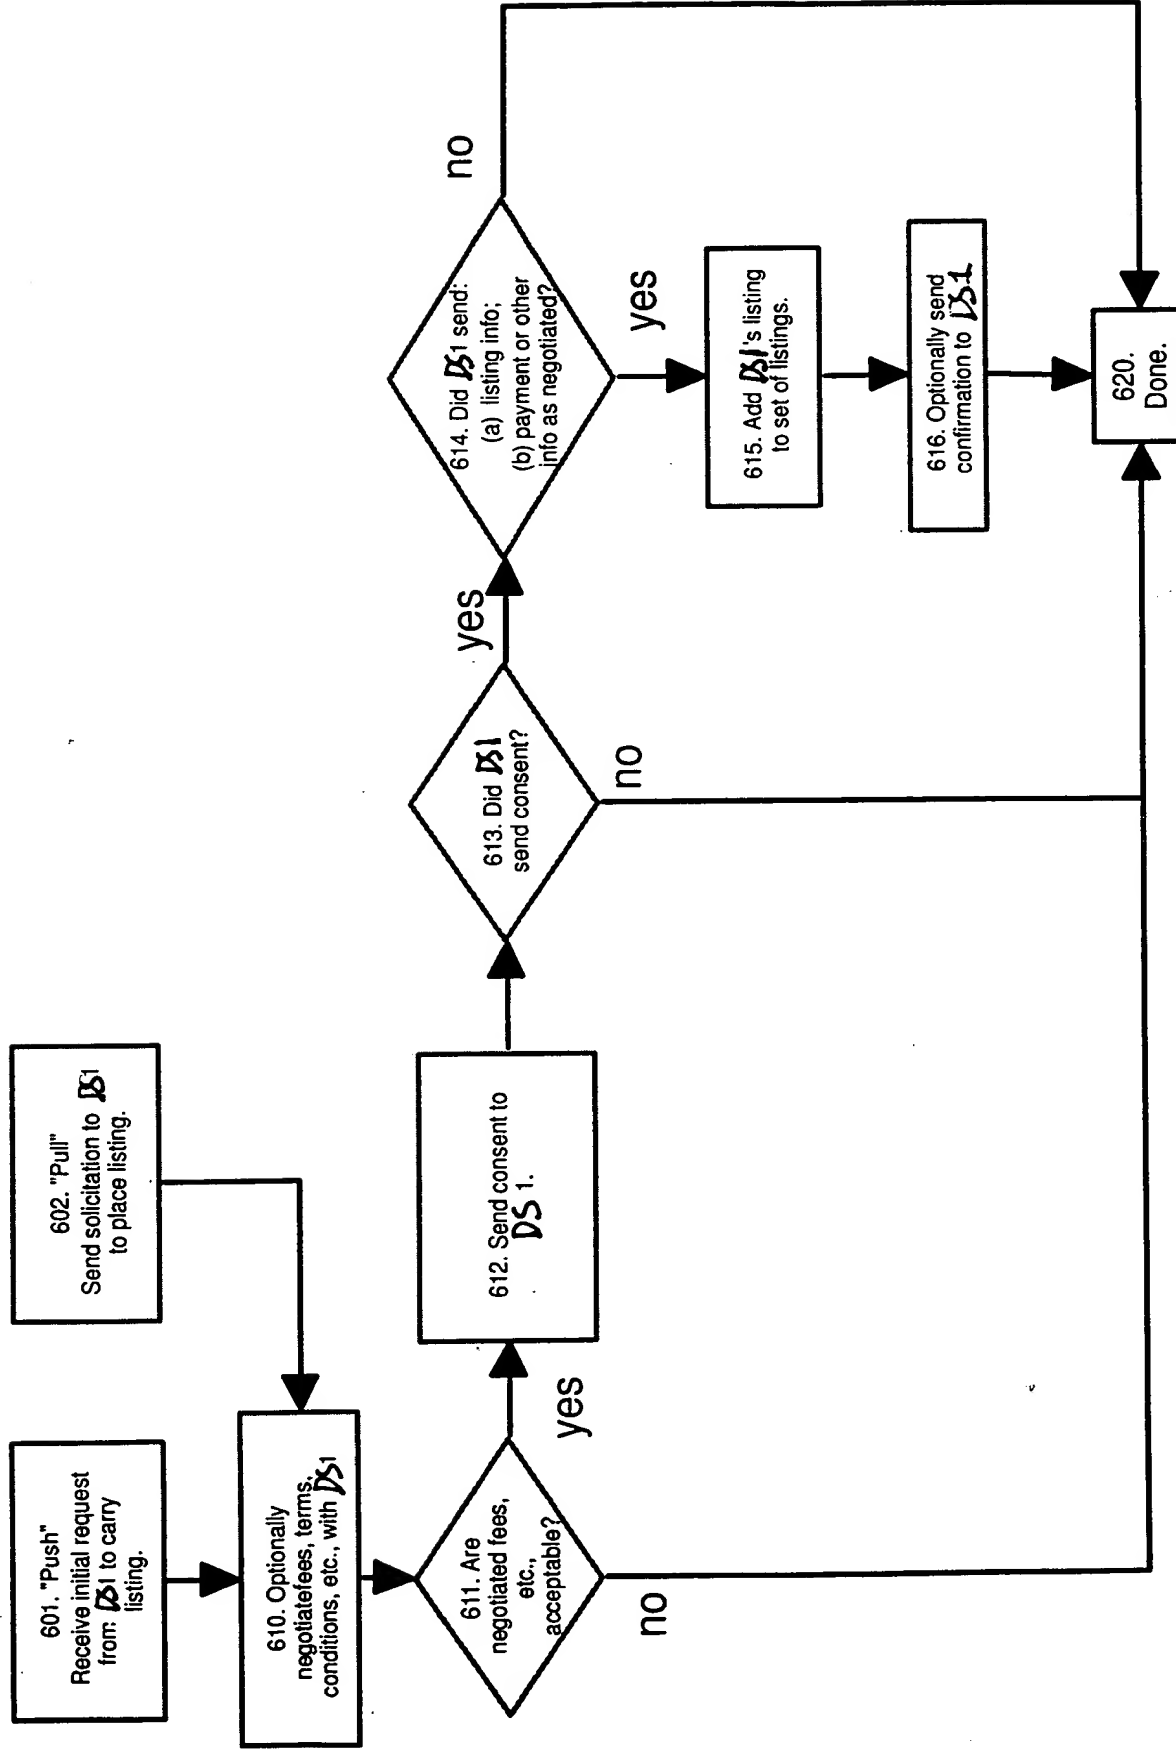 601. "Push"
Receive initial request
from DS1 to carry
listing.
602. "Pull"
Send solicitation to DS1
to place listing.
610. Optionally
negotiatefees, terms,
conditions, etc., with DS1
611. Are
negotiated fees,
etc.,
acceptable?
yes
no
612. Send consent to
DS 1.
613. Did DS1
send consent?
yes
no
614. Did DS1 send:
(a) listing info;
(b) payment or other
info as negotiated?
no
yes
615. Add DS1's listing
to set of listings.
616. Optionally send
confirmation to DS1
620.
Done.